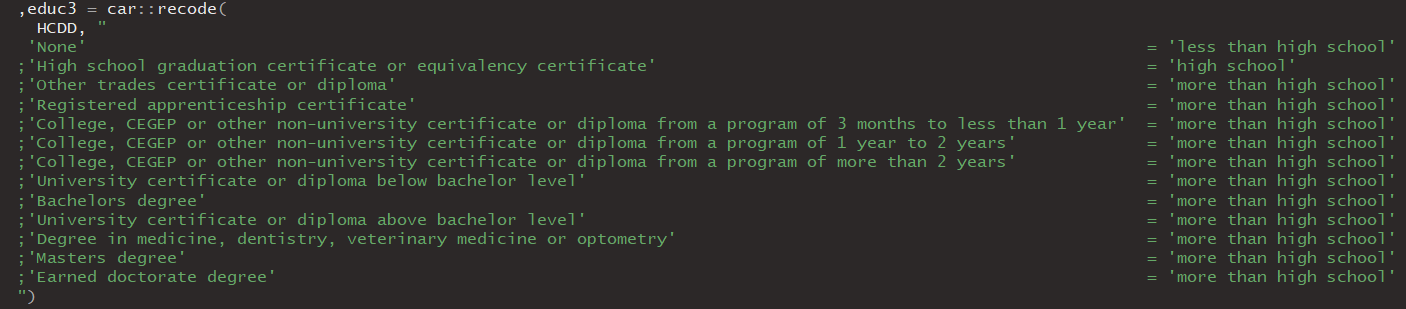 ,educ3 = car::recode(
HCDD, "
'None' = 'less than high school'
;'High school graduation certificate or equivalency certificate' = 'high school'
;'Other trades certificate or diploma' = 'more than high school'
;'Registered apprenticeship certificate' = 'more than high school'
;'College, CEGEP or other non-university certificate or diploma from a program of 3 months to less than 1 year' = 'more than high school'
;'College, CEGEP or other non-university certificate or diploma from a program of 1 year to 2 years' = 'more than high school'
;'College, CEGEP or other non-university certificate or diploma from a program of more than 2 years' = 'more than high school'
;'University certificate or diploma below bachelor level' = 'more than high school'
;'Bachelors degree' = 'more than high school'
;'University certificate or diploma above bachelor level' = 'more than high school'
;'Degree in medicine, dentistry, veterinary medicine or optometry' = 'more than high school'
;'Masters degree' = 'more than high school'
;'Earned doctorate degree' = 'more than high school'
")